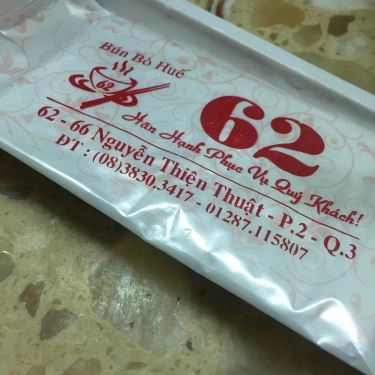 Bún Bò Huế
62
62
Hân Hạnh Phục Vụ Quý Khách!
62 - 66 Nguyễn Thiện Thuật - P.2 - Q.3
ĐT : (08)3830.3417 - 01287.115807